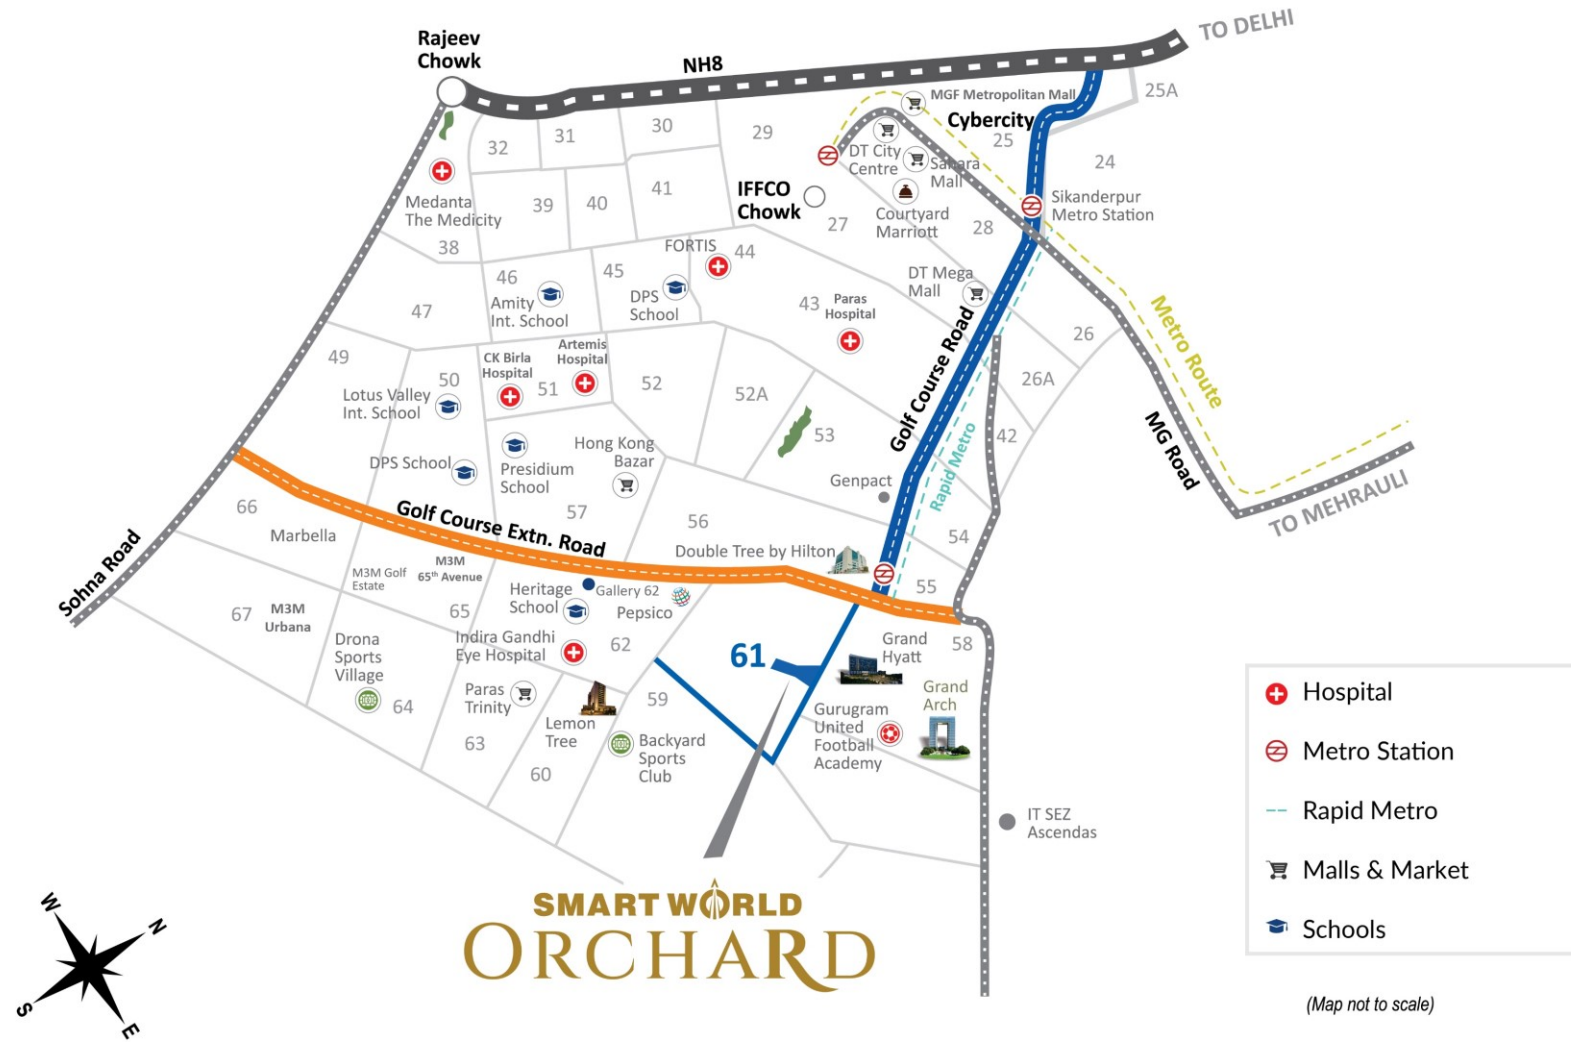 TO DELHI
Rajeev
Chowk
NH8
MGF Metropolitan Mall
Cybercity
25A
25
24
32
31
30
29
DT City
Centre
Sahara
Mall
Courtyard
Marriott
Sikanderpur
Metro Station
Medanta
The Medicity
38
39
40
41
IFFCO
Chowk
27
28
FORTIS
44
46
Amity
Int. School
45
DPS
School
DT Mega
Mall
43
Paras
Hospital
47
49
26
26A
Metro Route
CK Birla
Hospital
Artemis
Hospital
50
51
52
52A
53
Lotus Valley
Int. School
Golf Course Road
Rapid Metro
42
MG Road
DPS School
Presidium
School
Hong Kong
Bazar
Genpact
TO MEHRAULI
66
Marbella
Golf Course Extn. Road
57
56
54
Double Tree by Hilton
55
Sohna Road
M3M Golf
Estate
M3M
65th Avenue
Heritage
School
Gallery 62
Pepsico
67
M3M
Urbana
65
Indira Gandhi
Eye Hospital
62
61
Grand
Hyatt
58
Drona
Sports
Village
64
Paras
Trinity
63
Lemon
Tree
59
60
Backyard
Sports
Club
Gurugram
United
Football
Academy
Grand
Arch
IT SEZ
Ascendas
SMART WORLD
ORCHARD
W
N
S
E
Hospital
Metro Station
Rapid Metro
Malls & Market
Schools
(Map not to scale)